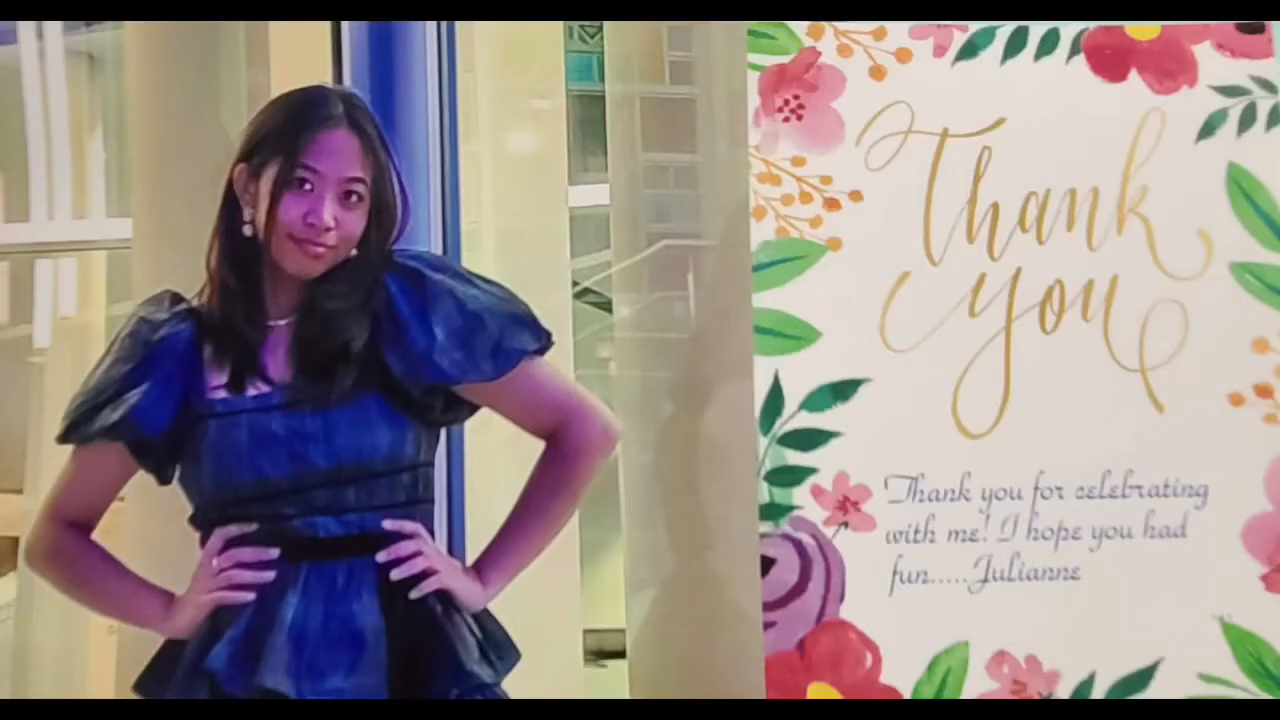 Thank
you
Thank you for celebrating
with me! I hope you had
fun.....Julianne